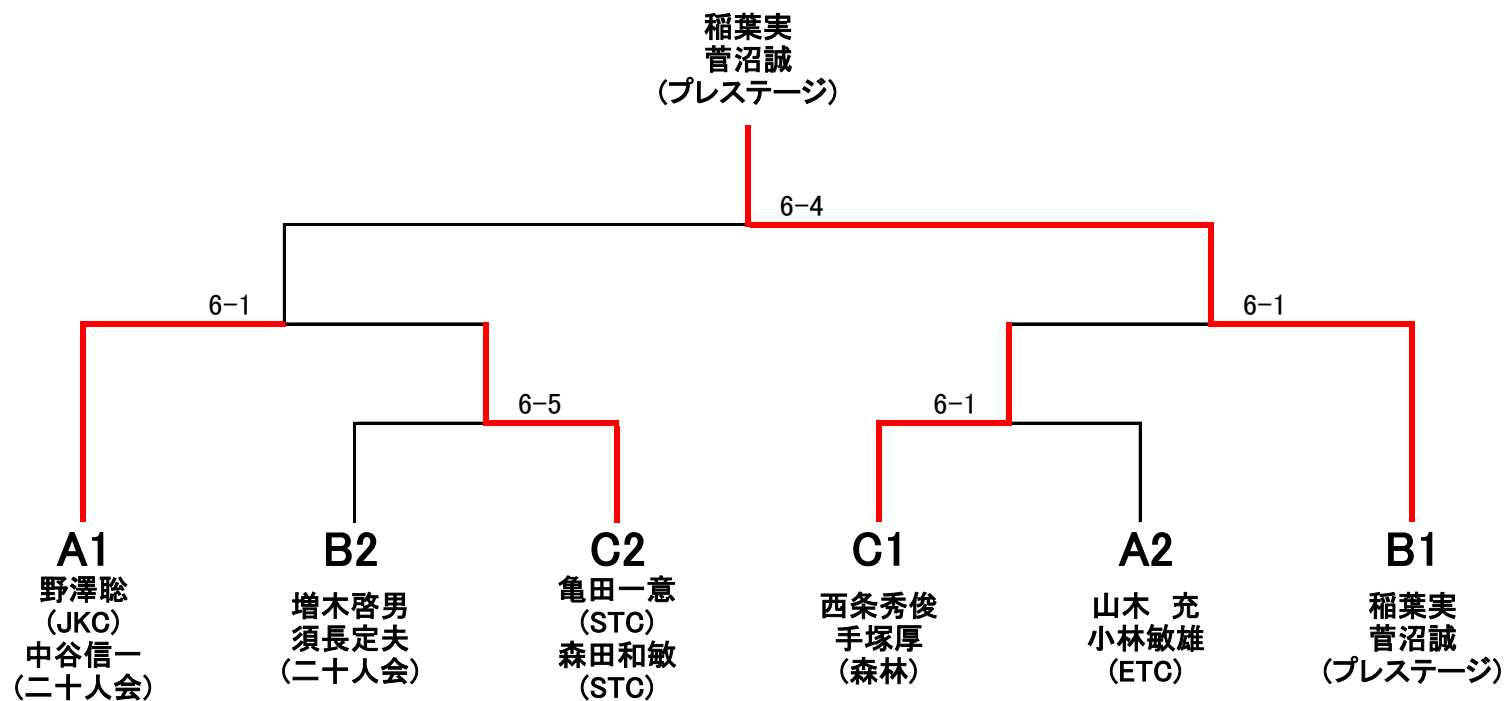 稲葉実
菅沼誠
(プレステージ)
6-4
6-1
6-1
6-5
6-1
A1
野澤聡
(JKC)
中谷信一
(二十人会)
B2
増木啓男
須長定夫
(二十人会)
C2
亀田一意
(STC)
森田和敏
(STC)
C1
西条秀俊
手塚厚
(森林)
A2
山木　充
小林敏雄
(ETC)
B1
稲葉実
菅沼誠
(プレステージ)